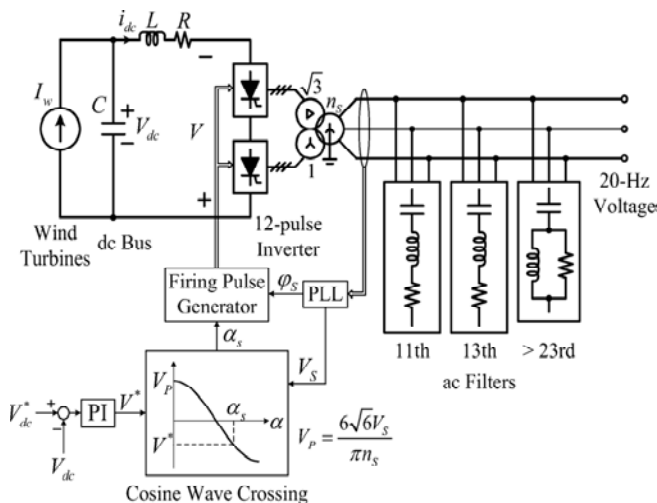 i_dc L R
−
√3
n_S
I_w
C
+
V_dc
−
V
+
1
20-Hz
Voltage
Wind
Turbines
dc Bus
12-pulse
Inverter
Firing Pulse
Generator
φ_S
PLL
11th
13th
> 23rd
ac Filters
α_s
V_S
V_P
α_s
α
V*
V*_dc
+
−
PI
V*
V_dc
V_P = 6√6V_S / πn_S
Cosine Wave Crossing